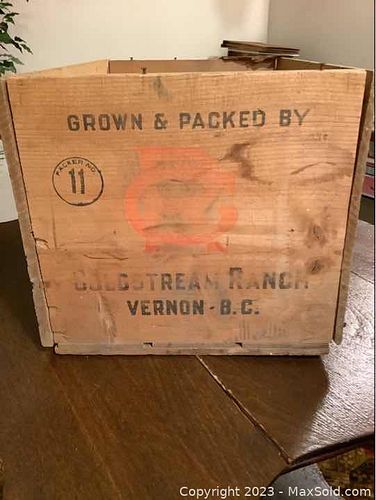 GROWN & PACKED BY
PACKER NO.
11
COLDSTREAM RANCH
VERNON - B.C.
Copyright 2023 - MaxSold.com